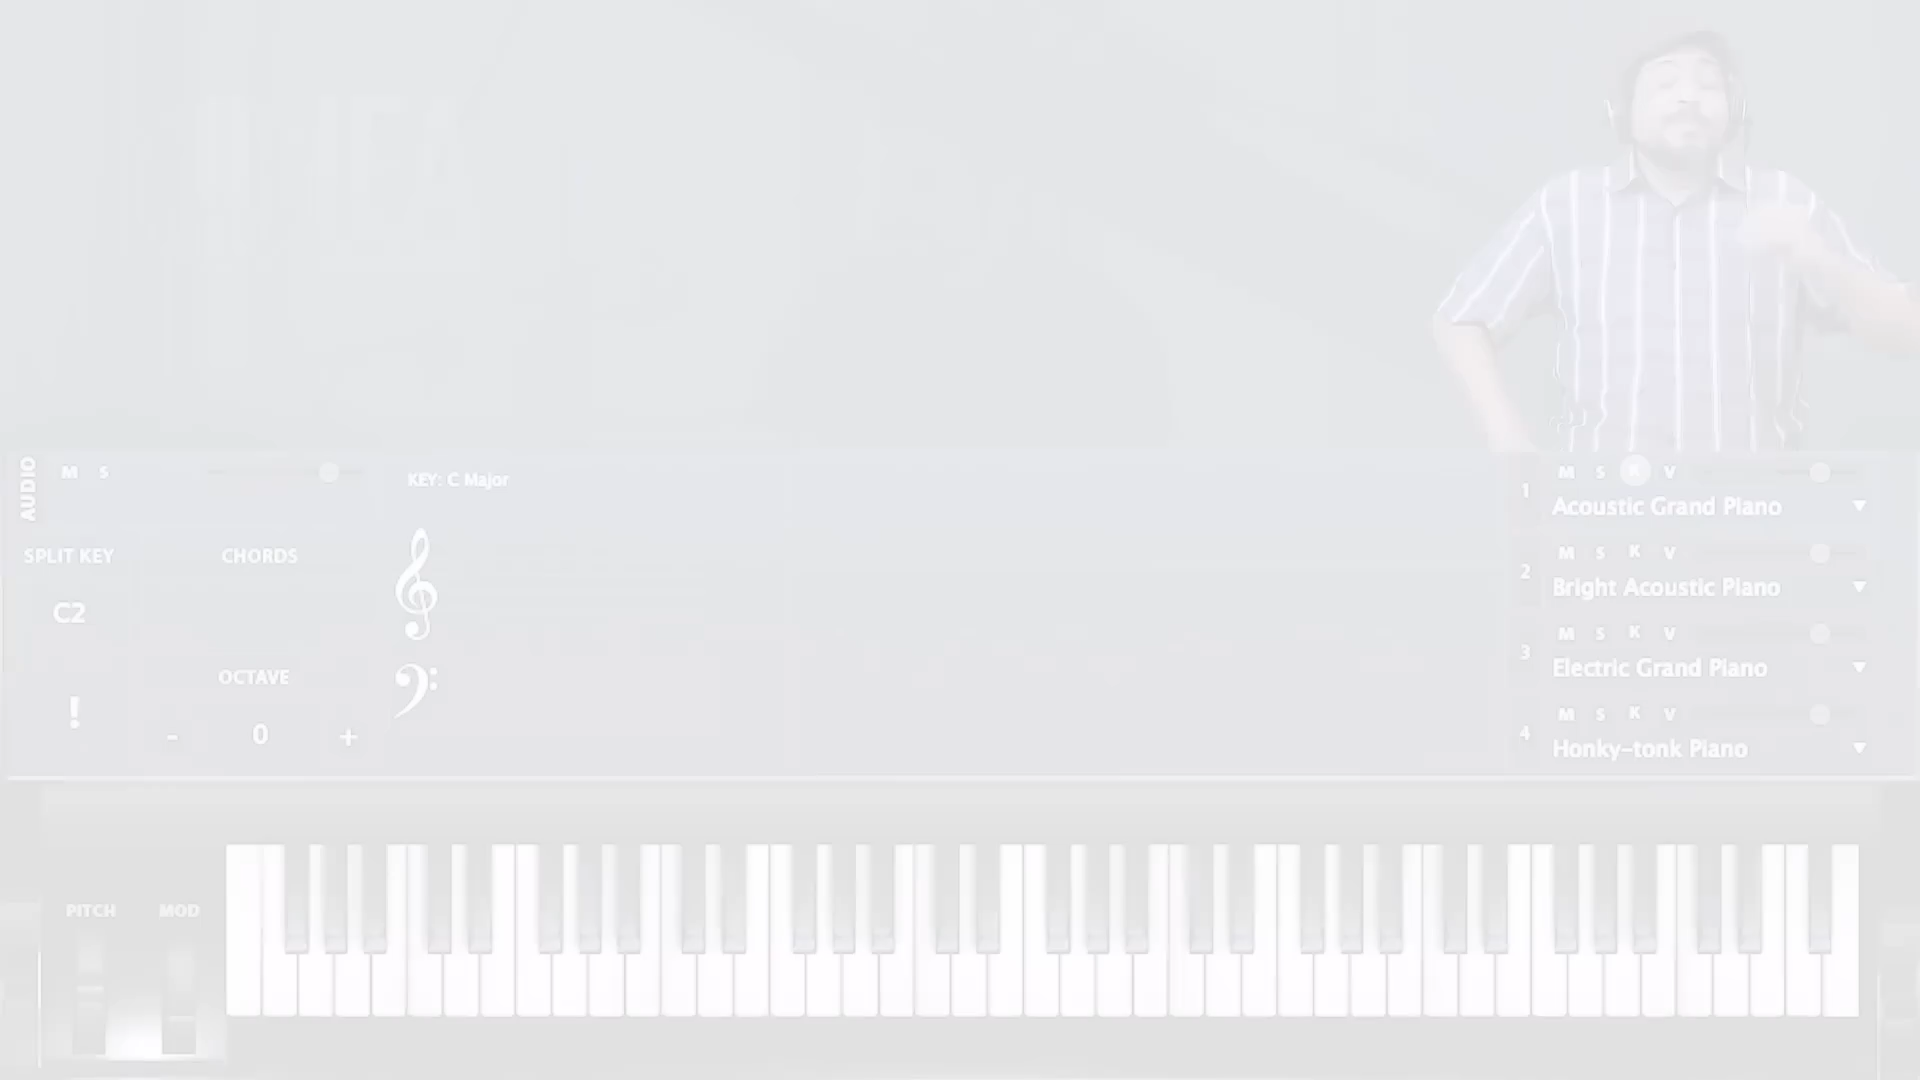 AUDIO
M S
KEY: C Major
SPLIT KEY
C2
!
CHORDS
OCTAVE
- 0 +
1
M S K V
Acoustic Grand Piano
2
M S K V
Bright Acoustic Piano
3
M S K V
Electric Grand Piano
4
M S K V
Honky-tonk Piano
PITCH MOD